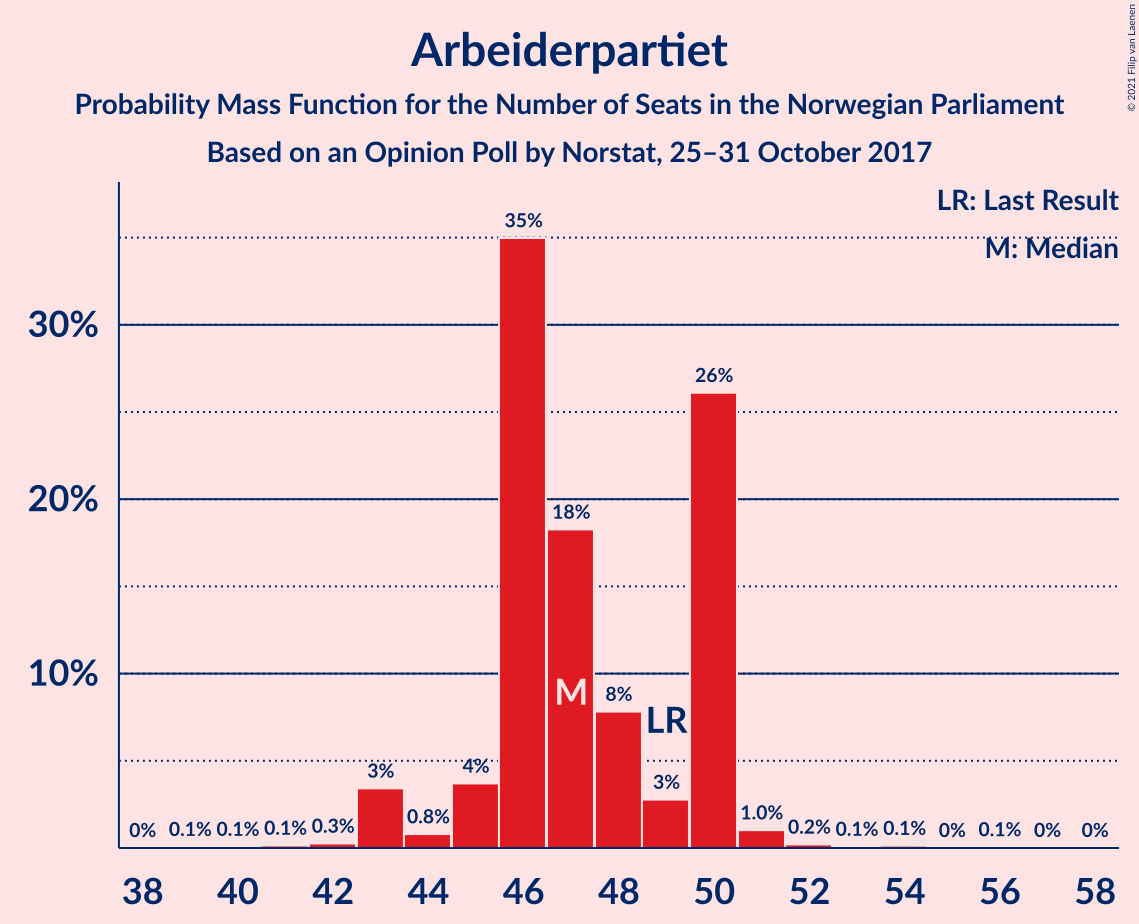 Arbeiderpartiet
Probability Mass Function for the Number of Seats in the Norwegian Parliament
Based on an Opinion Poll by Norstat, 25–31 October 2017
© 2021 Filip van Laenen
LR: Last Result
M: Median
30%
20%
10%
0% 0.1% 0.1% 0.1% 0.3% 3% 0.8% 4% 35% 18% 8% 3% 26% 1.0% 0.2% 0.1% 0.1% 0% 0.1% 0% 0%
M
LR
38 40 42 44 46 48 50 52 54 56 58